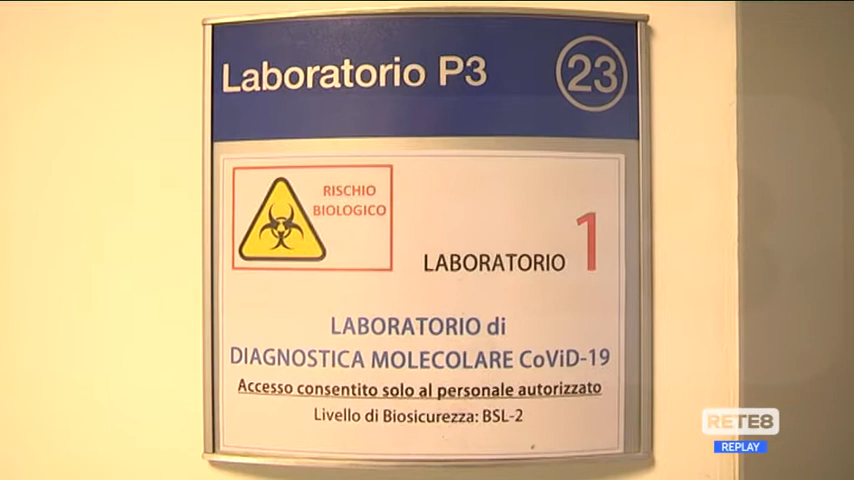 Laboratorio P3
23
RISCHIO
BIOLOGICO
LABORATORIO 1
LABORATORIO di
DIAGNOSTICA MOLECOLARE CoViD-19
Accesso consentito solo al personale autorizzato
Livello di Biosicurezza: BSL-2
RETE8
REPLAY